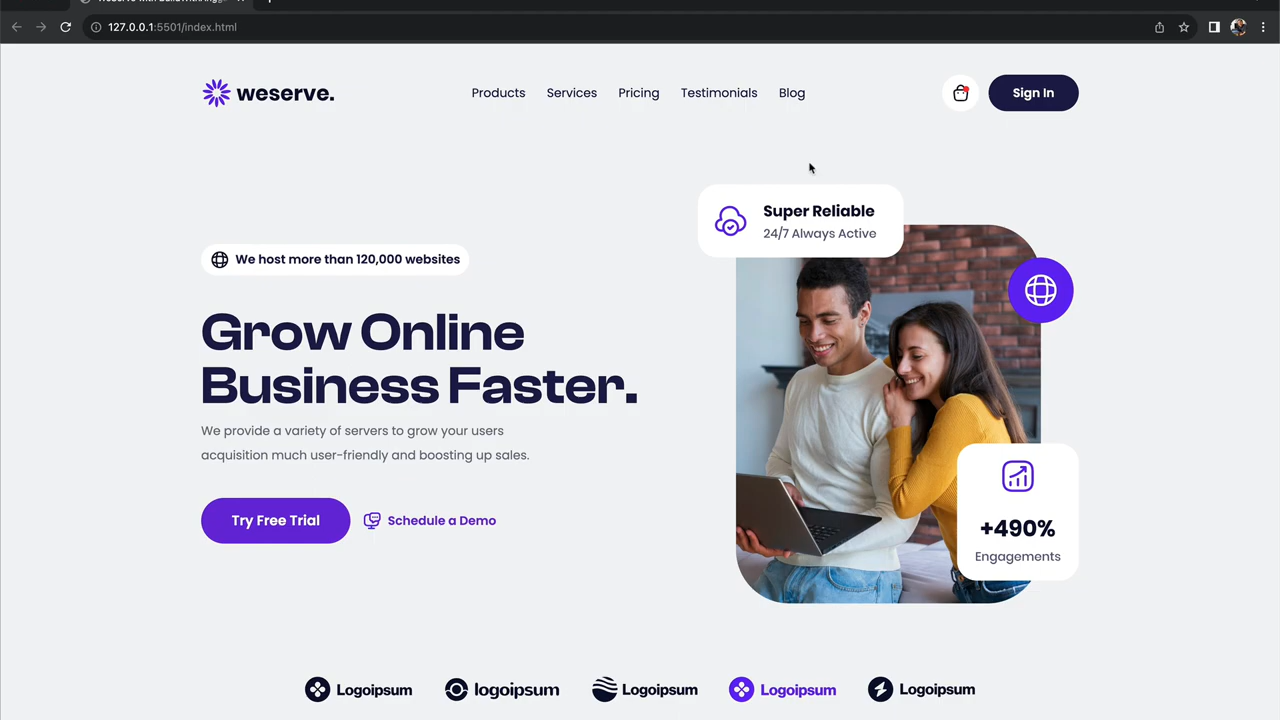 127.0.0.1:5501/index.html
weserve.
Products
Services
Pricing
Testimonials
Blog
Sign In
Super Reliable
24/7 Always Active
We host more than 120,000 websites
Grow Online
Business Faster.
We provide a variety of servers to grow your users
acquisition much user-friendly and boosting up sales.
Try Free Trial
Schedule a Demo
+490%
Engagements
Logoipsum
logoipsum
Logoipsum
Logoipsum
Logoipsum